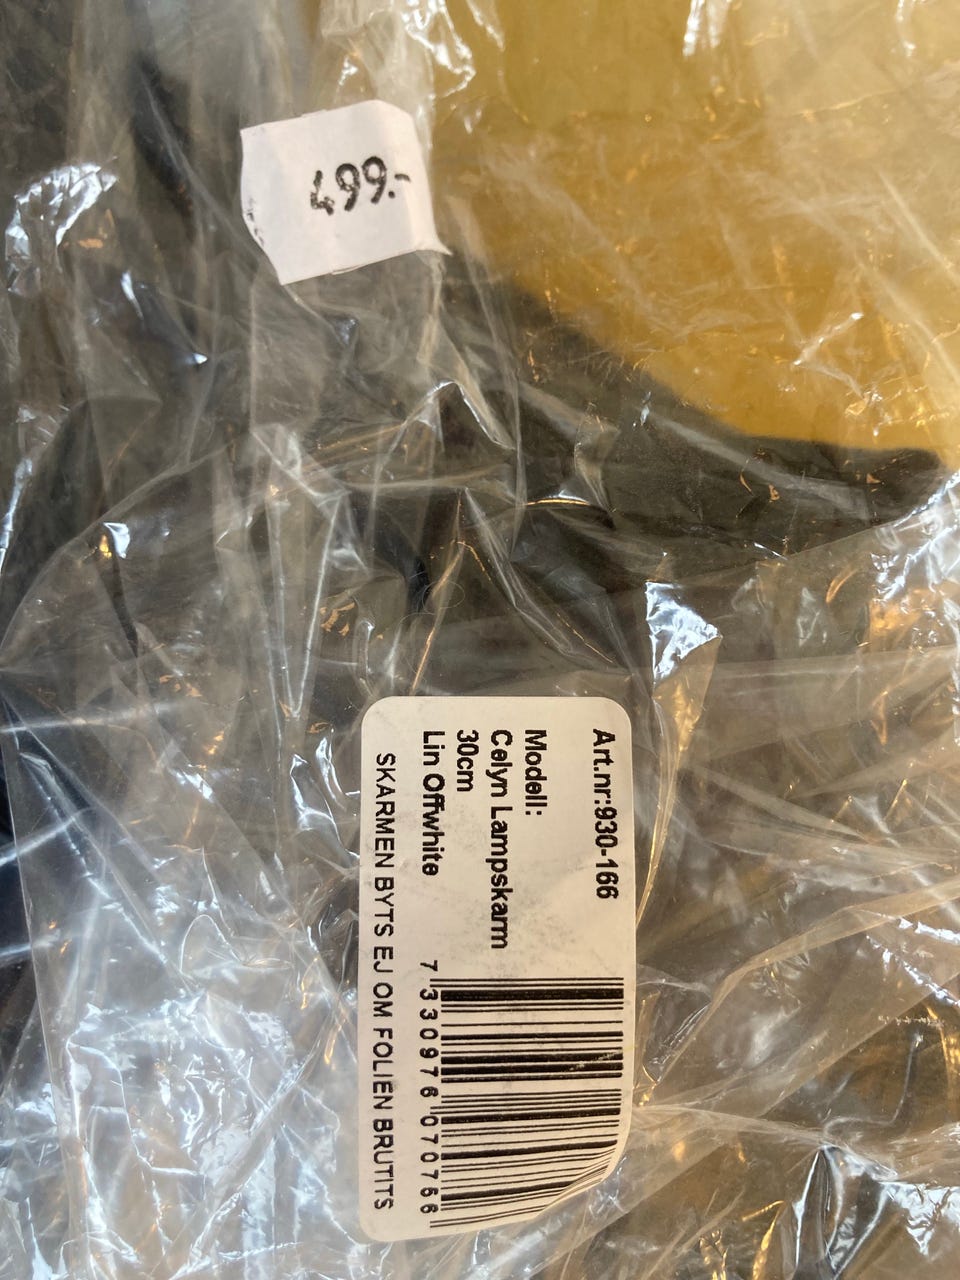 499:-
Art.nr:930-166
Modell:
Celyn Lampskarm
30cm
Lin Offwhite
7 330976 070766
SKARMEN BYTS EJ OM FOLIEN BRUTITS